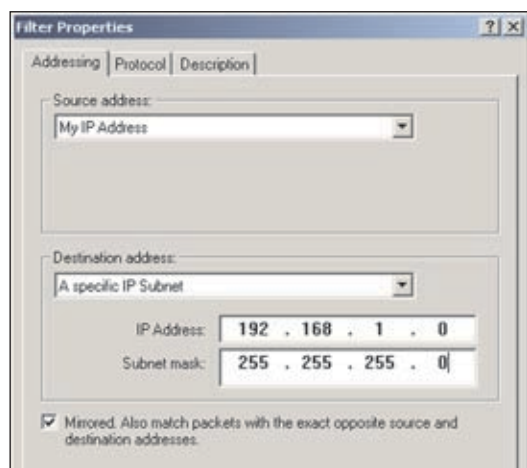 Filter Properties
Addressing Protocol Description
Source address:
My IP Address
Destination address:
A specific IP Subnet
IP Address: 192 . 168 . 1 . 0
Subnet mask: 255 . 255 . 255 . 0
Mirrored. Also match packets with the exact opposite source and
destination addresses.